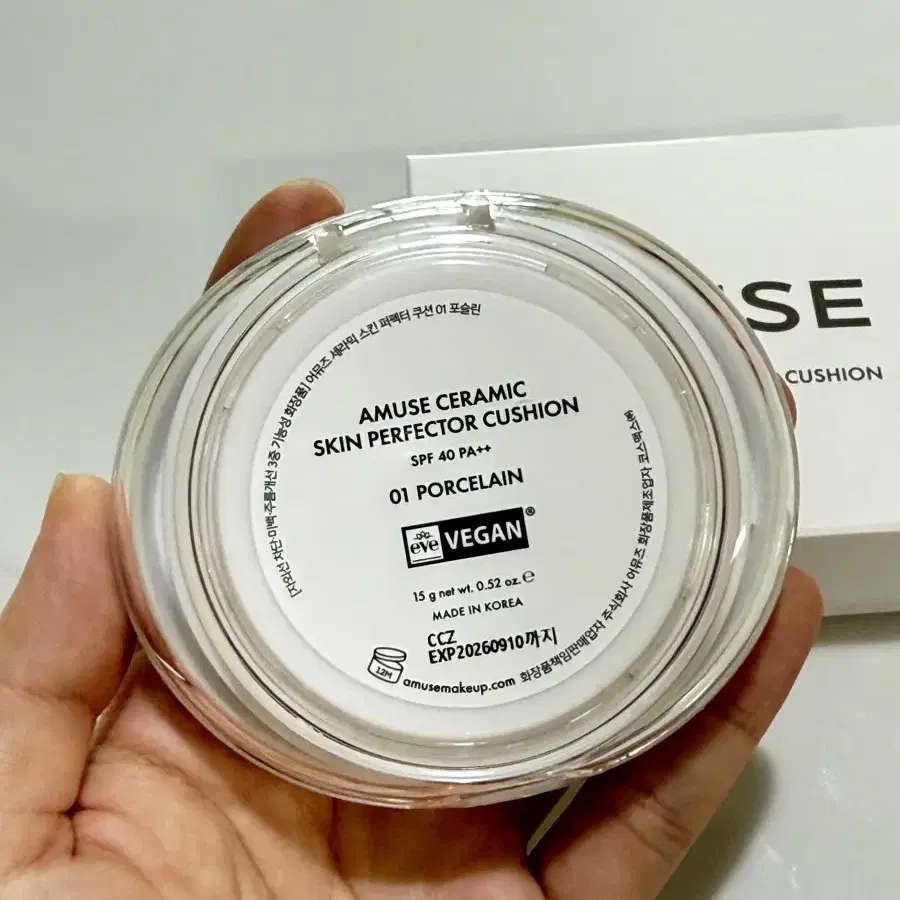 [자외선차단·미백·주름개선 3중 기능성 화장품] 어뮤즈 세라믹 스킨 퍼펙터 쿠션 01 포슬린
AMUSE CERAMIC
SKIN PERFECTOR CUSHION
SPF 40 PA++
01 PORCELAIN
eve VEGAN®
15 g net wt. 0.52 oz. e
MADE IN KOREA
CCZ
EXP20260910까지
12M
amusemakeup.com 화장품책임판매업자 주식회사 어뮤즈 화장품제조업자 코스맥스㈜
USE
CUSHION